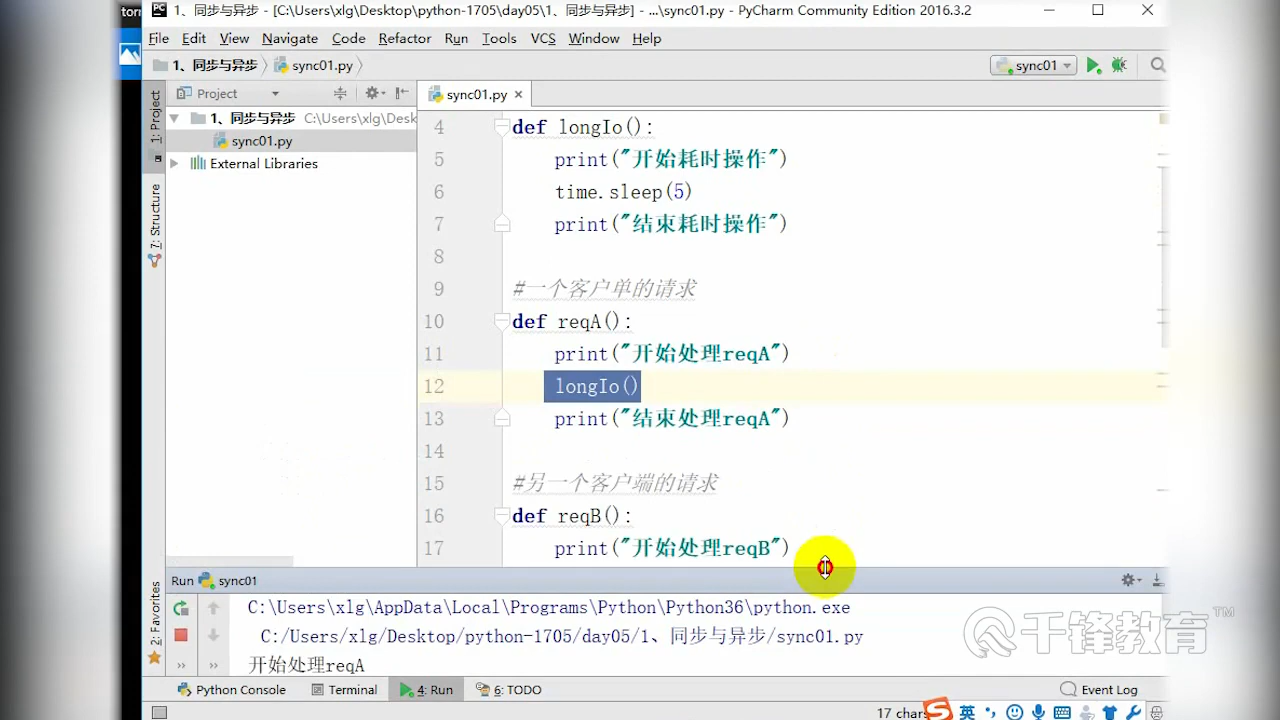 torn
PC 1、同步与异步 - [C:\Users\xlg\Desktop\python-1705\day05\1、同步与异步] - ...\sync01.py - PyCharm Community Edition 2016.3.2
File Edit View Navigate Code Refactor Run Tools VCS Window Help
1、同步与异步 sync01.py
sync01
Project
sync01.py
1: Project
1、同步与异步 C:\Users\xlg\Desk
sync01.py
External Libraries
7: Structure
4 def longIo():
5 print("开始耗时操作")
6 time.sleep(5)
7 print("结束耗时操作")
8
9 #一个客户单的请求
10 def reqA():
11 print("开始处理reqA")
12 longIo()
13 print("结束处理reqA")
14
15 #另一个客户端的请求
16 def reqB():
17 print("开始处理reqB")
Run sync01
2: Favorites
C:\Users\xlg\AppData\Local\Programs\Python\Python36\python.exe
C:/Users/xlg/Desktop/python-1705/day05/1、同步与异步/sync01.py
开始处理reqA
千锋教育 TM
Python Console Terminal 4: Run 6: TODO Event Log
17 chars
S 英